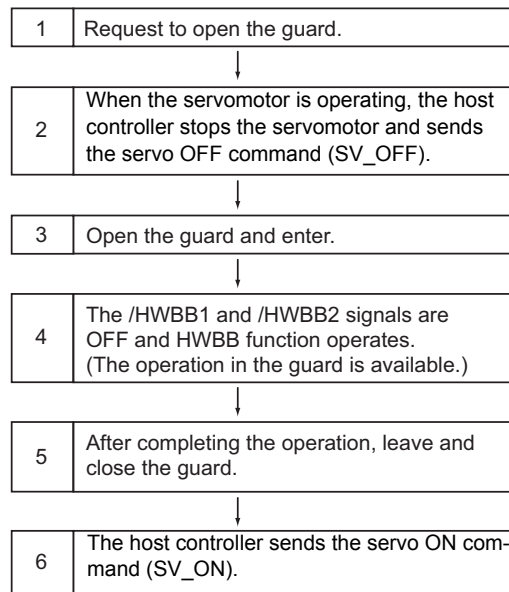 1 Request to open the guard.
When the servomotor is operating, the host
2 controller stops the servomotor and sends
the servo OFF command (SV_OFF).
3 Open the guard and enter.
The /HWBB1 and /HWBB2 signals are
4 OFF and HWBB function operates.
(The operation in the guard is available.)
5 After completing the operation, leave and
close the guard.
6 The host controller sends the servo ON com-
mand (SV_ON).